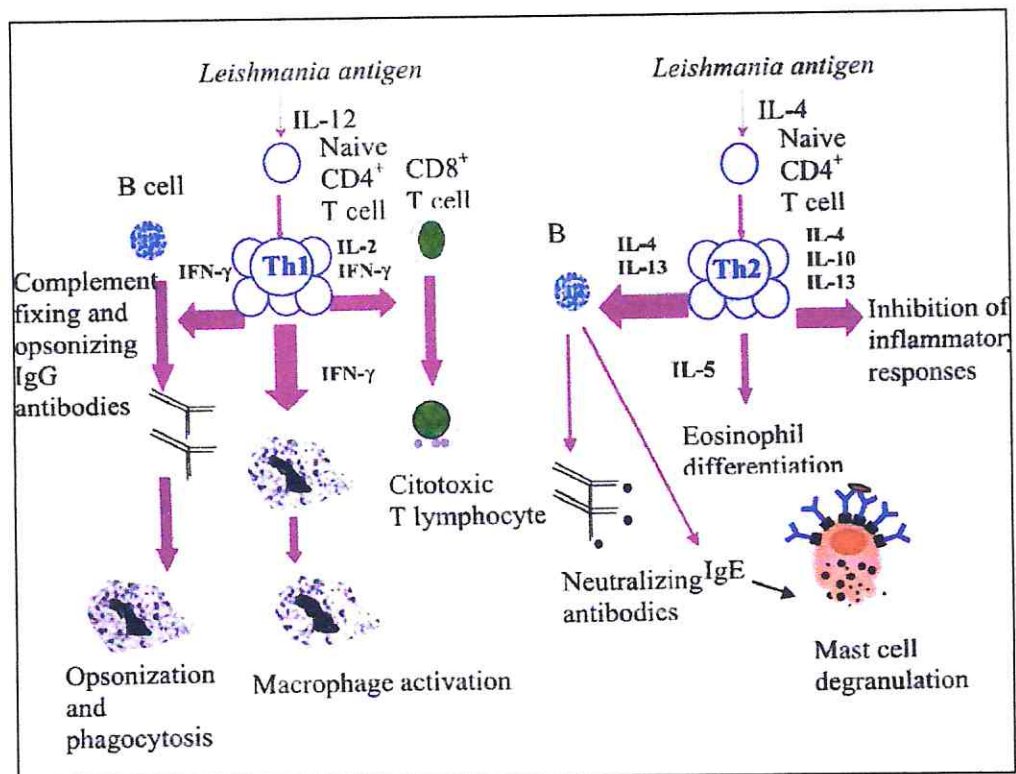 Leishmania antigen
IL-12
Naive
CD4+
T cell
B cell
CD8+
T cell
IFN-γ
Th1
IL-2
IFN-γ
Complement
fixing and
opsonizing
IgG
antibodies
IFN-γ
Citotoxic
T lymphocyte
Opsonization
and
phagocytosis
Macrophage activation
Leishmania antigen
IL-4
Naive
CD4+
T cell
B
IL-4
IL-13
Th2
IL-4
IL-10
IL-13
Inhibition of
inflammatory
responses
IL-5
Eosinophil
differentiation
Neutralizing
antibodies
IgE
Mast cell
degranulation